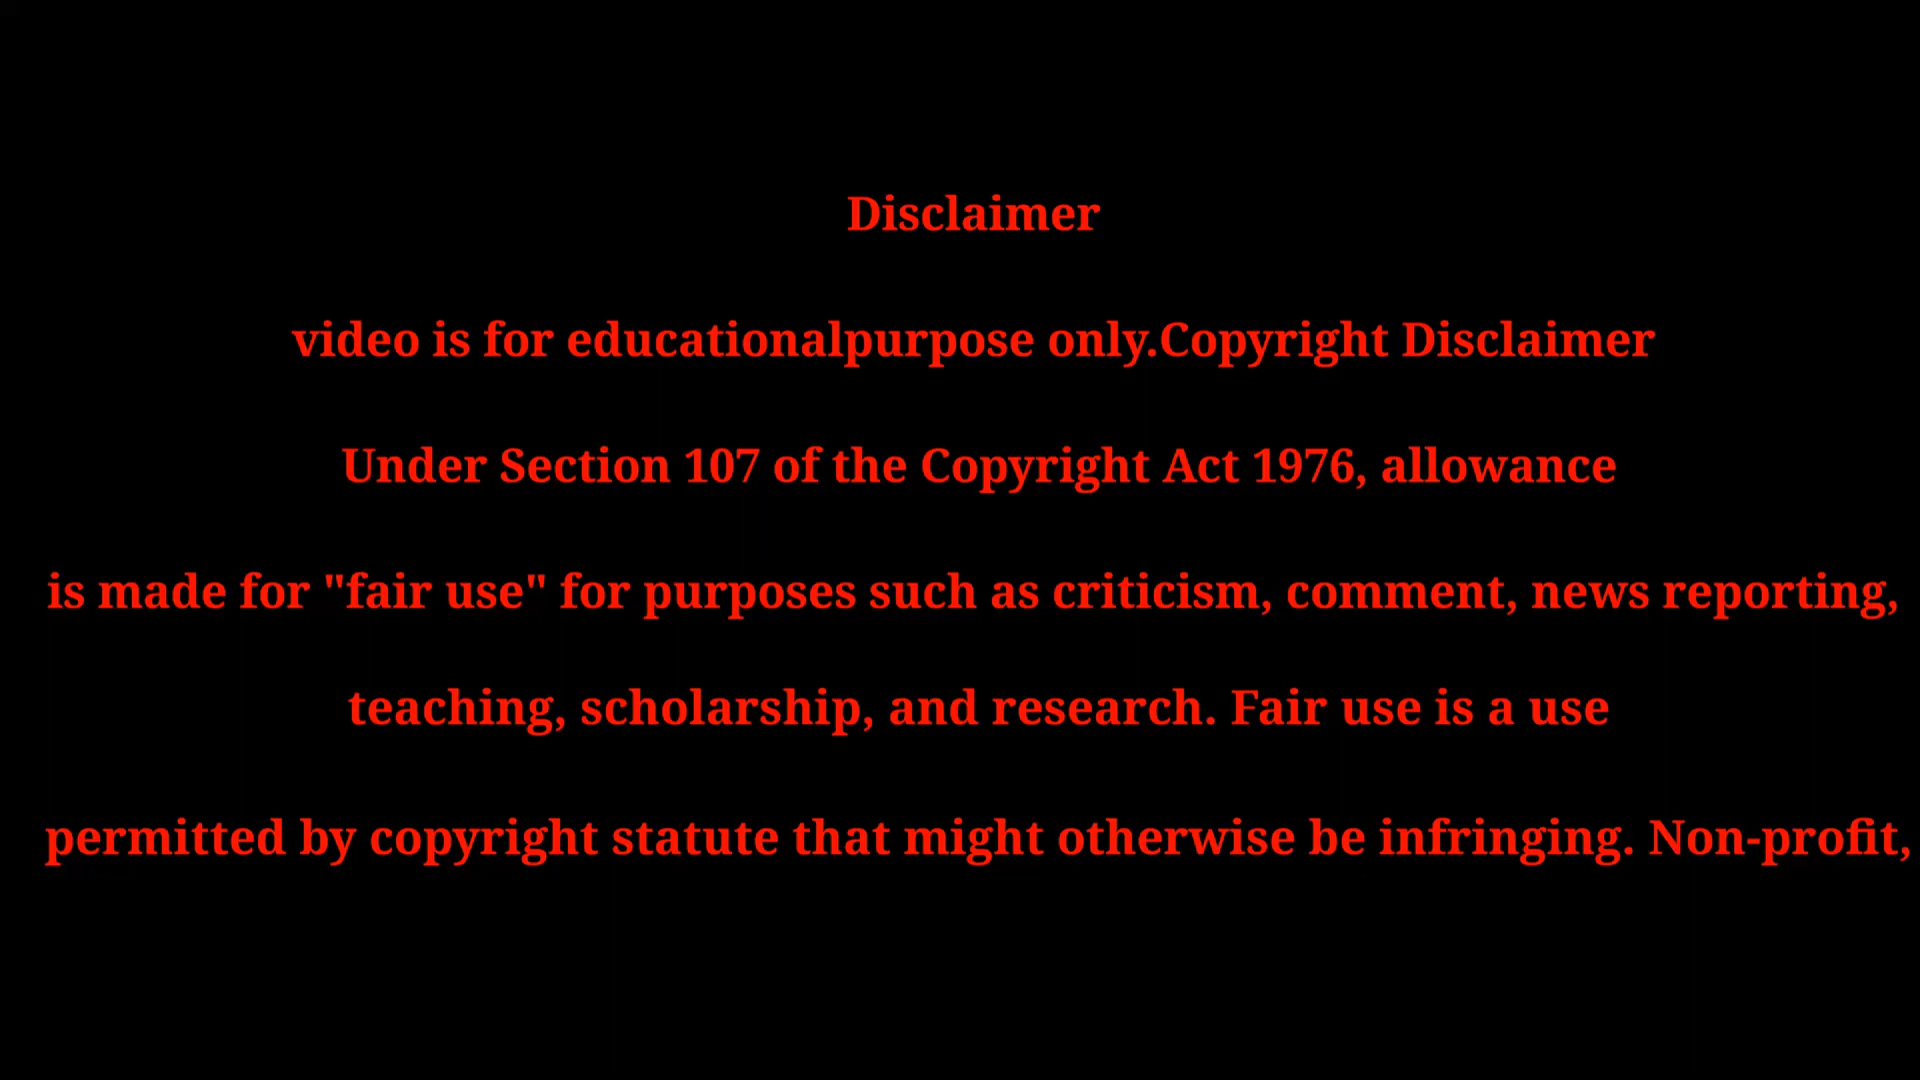 Disclaimer
video is for educationalpurpose only.Copyright Disclaimer
Under Section 107 of the Copyright Act 1976, allowance
is made for "fair use" for purposes such as criticism, comment, news reporting,
teaching, scholarship, and research. Fair use is a use
permitted by copyright statute that might otherwise be infringing. Non-profit,